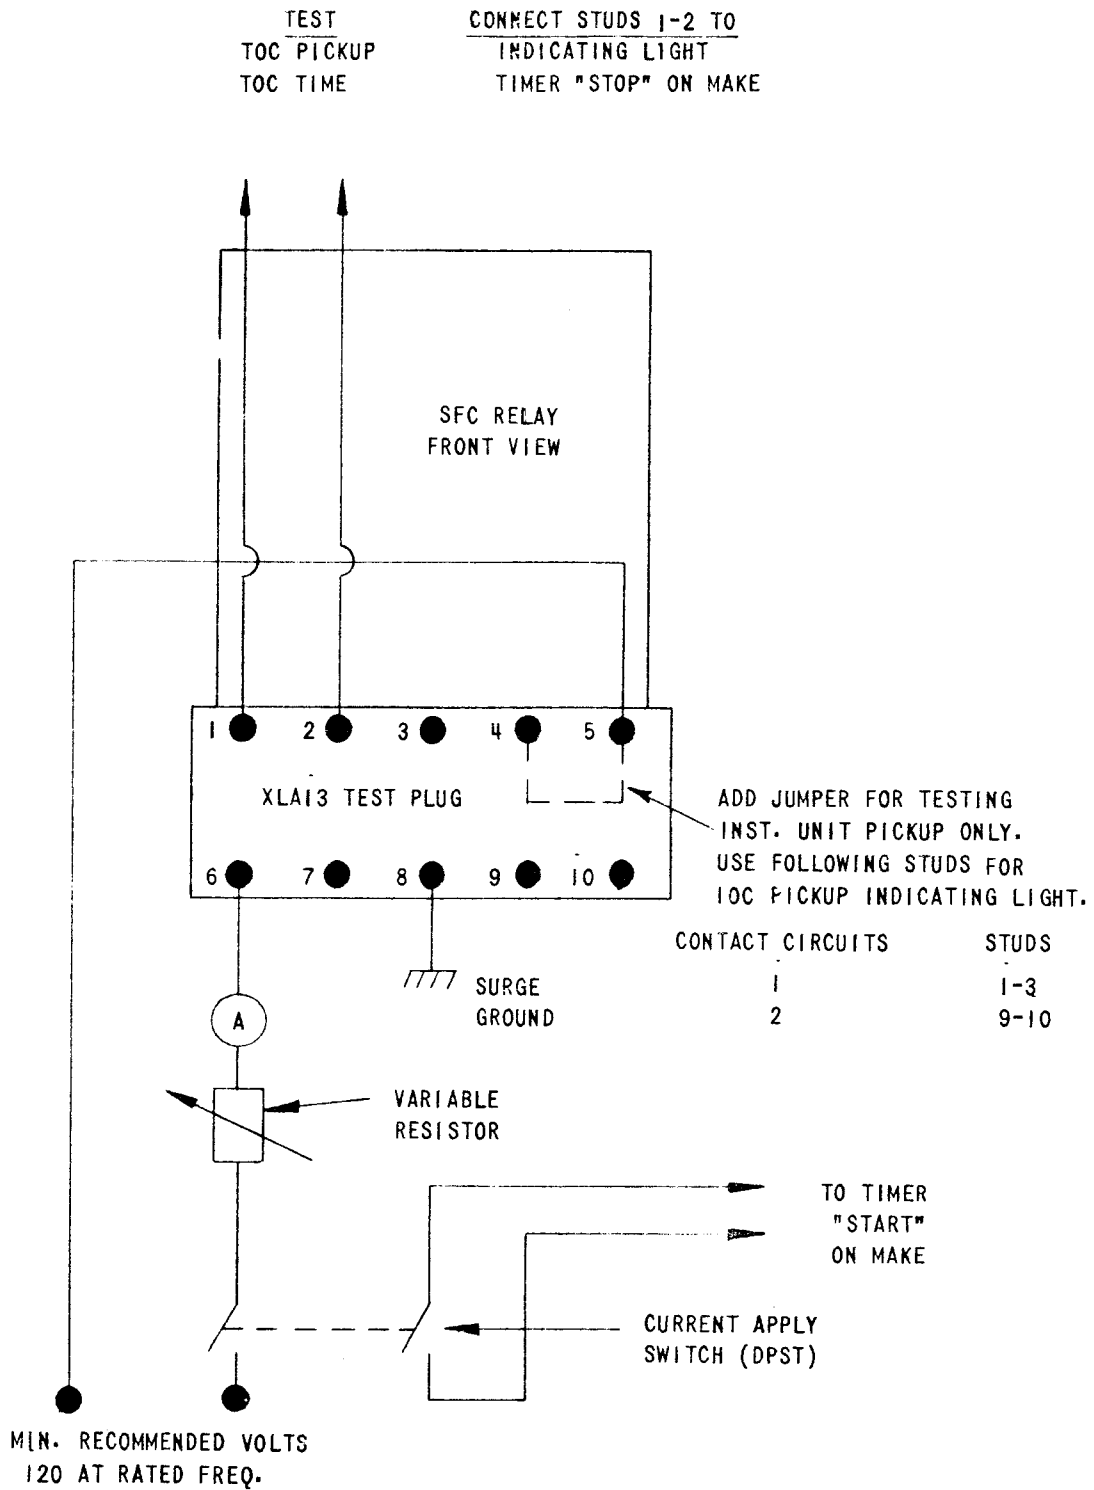 TEST
TOC PICKUP
TOC TIME
CONNECT STUDS 1-2 TO
INDICATING LIGHT
TIMER "STOP" ON MAKE
SFC RELAY
FRONT VIEW
1 2 3 4 5
XLA13 TEST PLUG
6 7 8 9 10
ADD JUMPER FOR TESTING
INST. UNIT PICKUP ONLY.
USE FOLLOWING STUDS FOR
IOC PICKUP INDICATING LIGHT.
CONTACT CIRCUITS STUDS
1 1-3
2 9-10
SURGE
GROUND
A
VARIABLE
RESISTOR
TO TIMER
"START"
ON MAKE
CURRENT APPLY
SWITCH (DPST)
MIN. RECOMMENDED VOLTS
120 AT RATED FREQ.